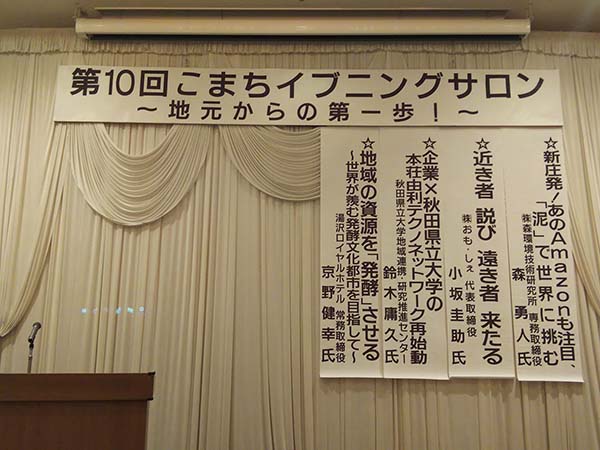 第10回こまちイブニングサロン
～地元からの第一歩！～
☆新庄発！あのAmazonも注目、
「泥」で世界に挑む
㈱森環境技術研究所 専務取締役
森 勇人氏
☆近き者 説び 遠き者 来たる
㈱おも・しぇ 代表取締役
小坂圭助氏
☆企業×秋田県立大学の
本荘由利テクノネットワーク再始動
秋田県立大学地域連携・研究推進センター
鈴木庸久氏
☆地域の資源を「発酵」させる
～世界が羨む発酵文化都市を目指して～
湯沢ロイヤルホテル 常務取締役
京野健幸氏